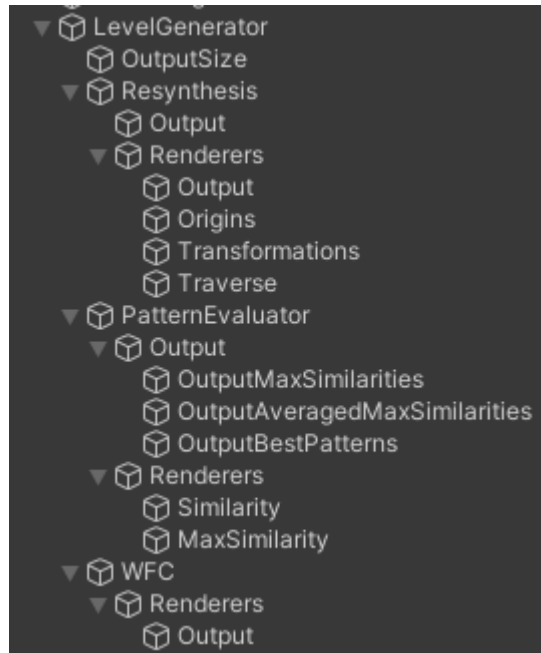 LevelGenerator
OutputSize
Resynthesis
Output
Renderers
Output
Origins
Transformations
Traverse
PatternEvaluator
Output
OutputMaxSimilarities
OutputAveragedMaxSimilarities
OutputBestPatterns
Renderers
Similarity
MaxSimilarity
WFC
Renderers
Output